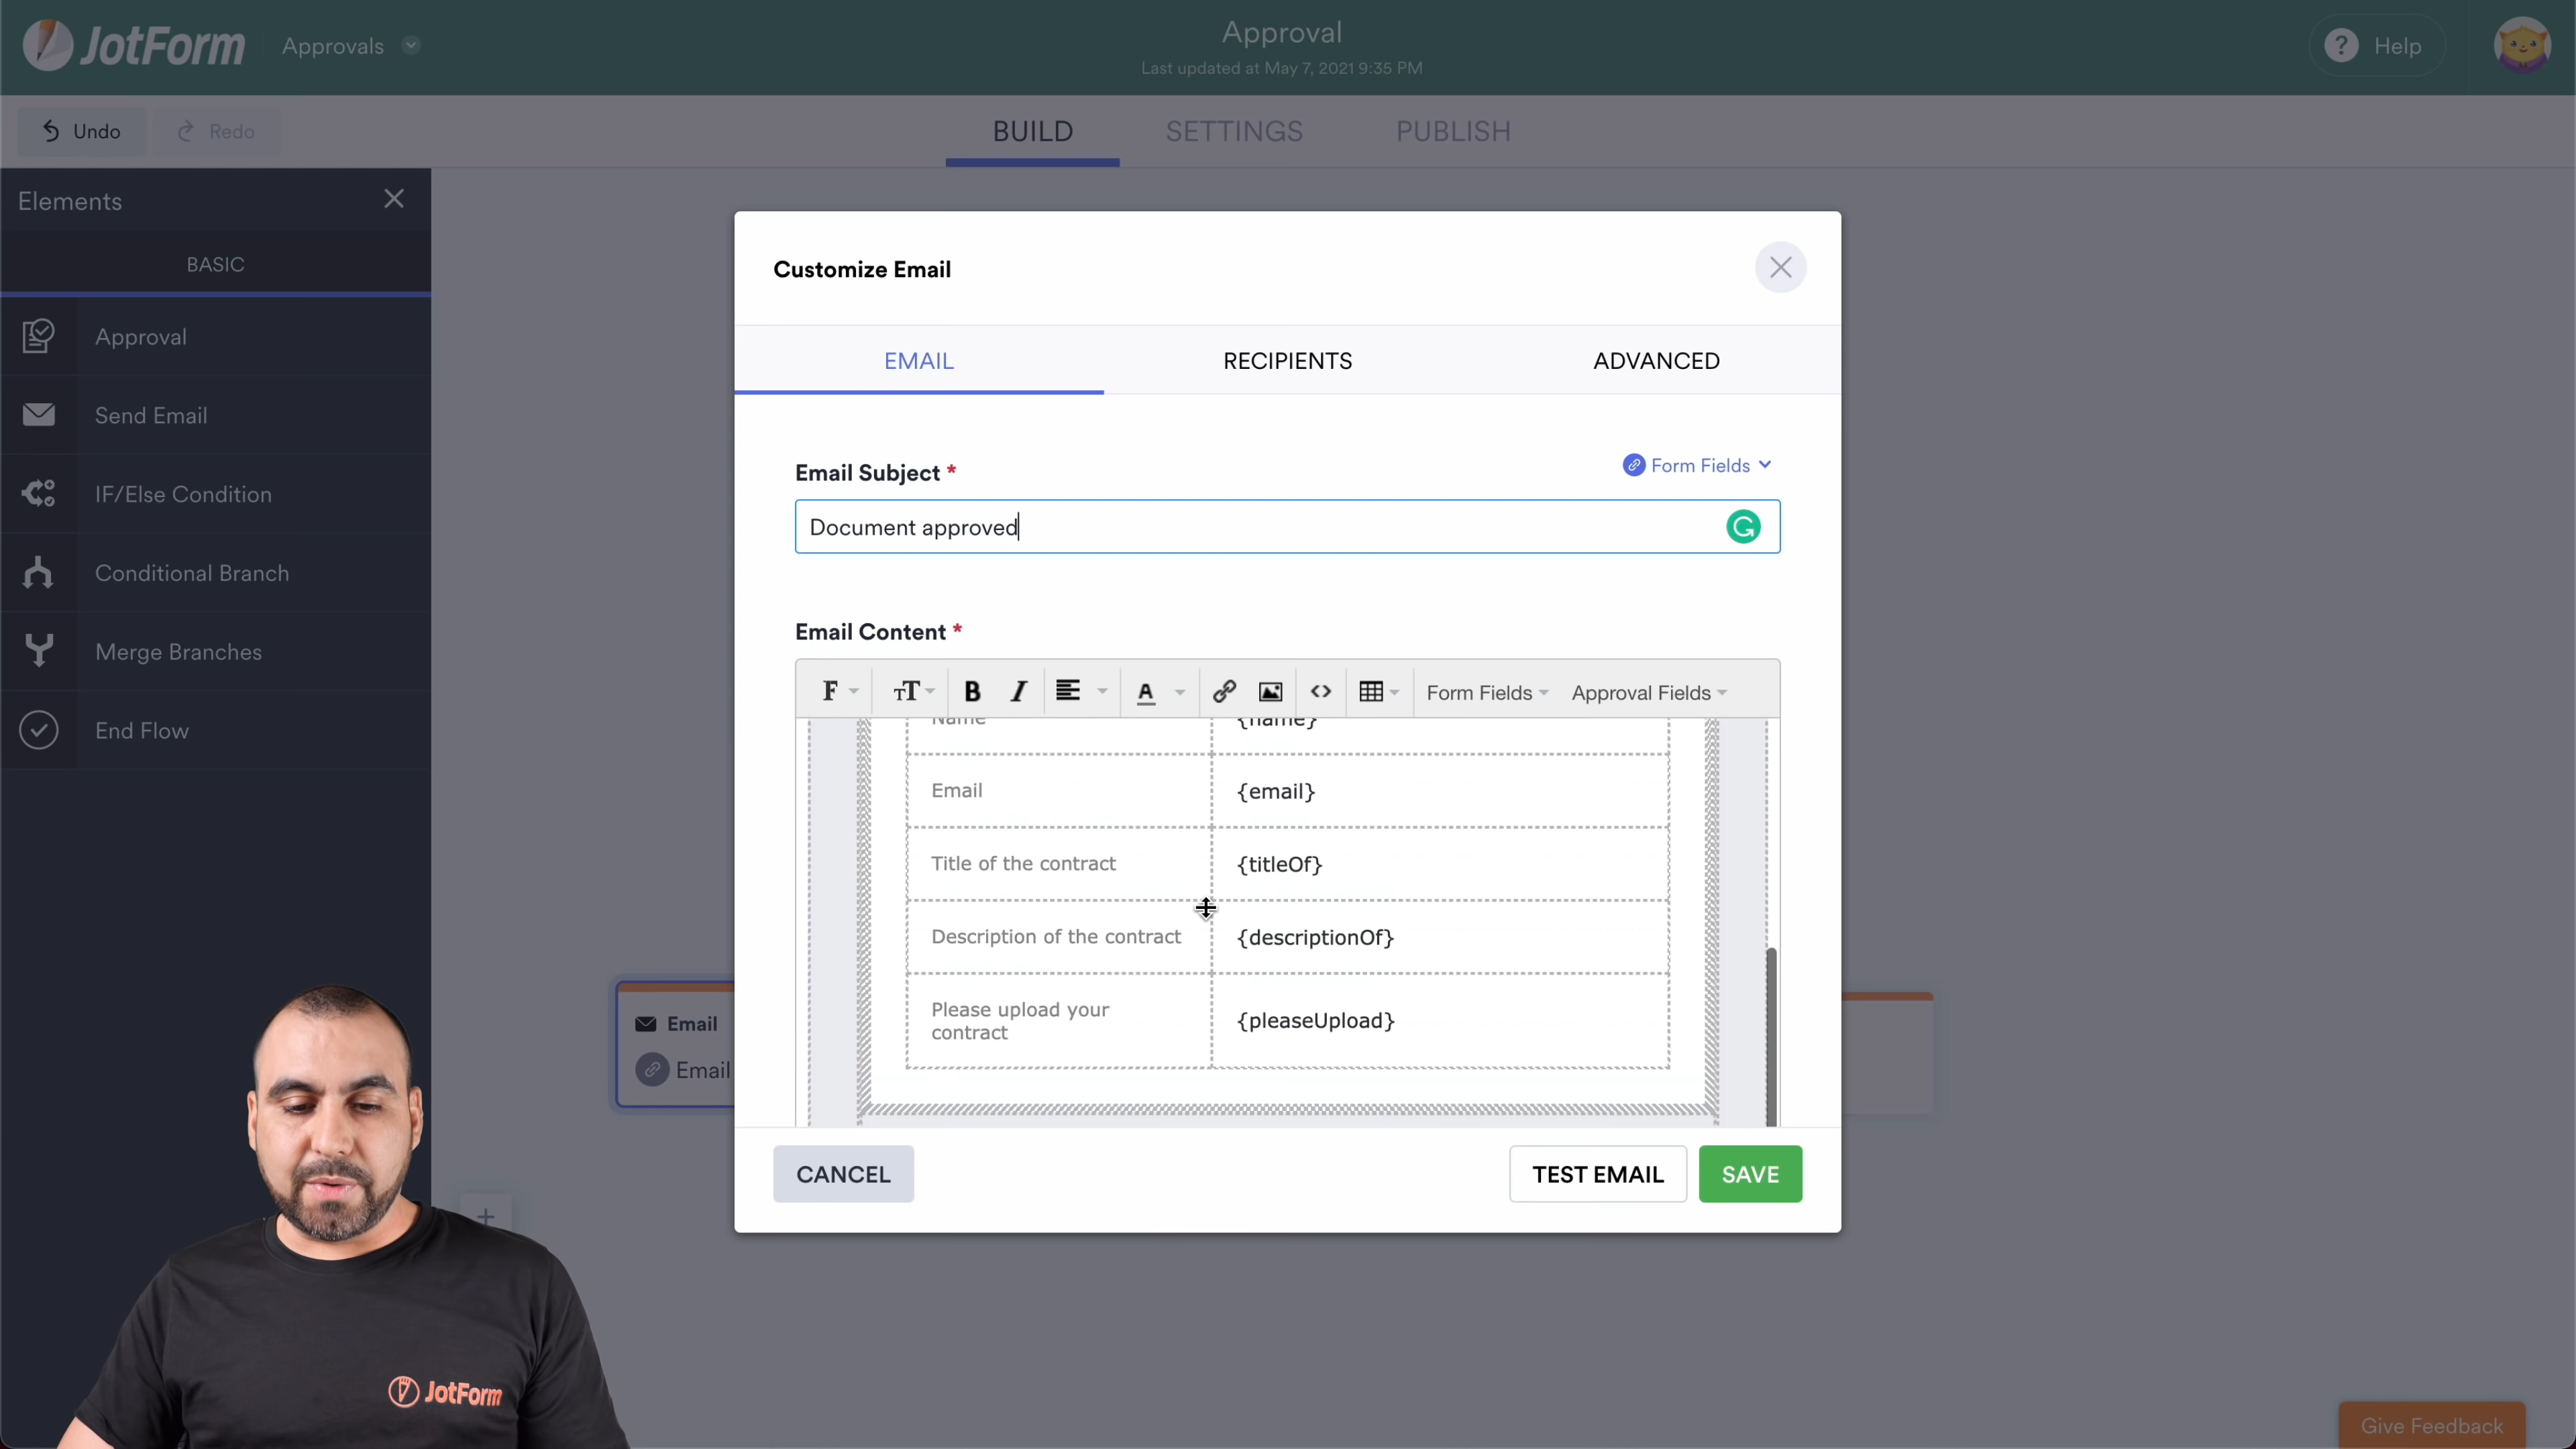 JotForm
Approvals
Approval
Last updated at May 7, 2021 9:35 PM
? Help
Undo
Redo
BUILD
SETTINGS
PUBLISH
Elements
BASIC
Approval
Send Email
IF/Else Condition
Conditional Branch
Merge Branches
End Flow
Customize Email
EMAIL
RECIPIENTS
ADVANCED
Email Subject *
Form Fields
Document approved
Email Content *
F
TT
B
I
A
Form Fields
Approval Fields
Name
{name}
Email
{email}
Title of the contract
{titleOf}
Description of the contract
{descriptionOf}
Please upload your
contract
{pleaseUpload}
CANCEL
TEST EMAIL
SAVE
Email
Email
JotForm
Give Feedback